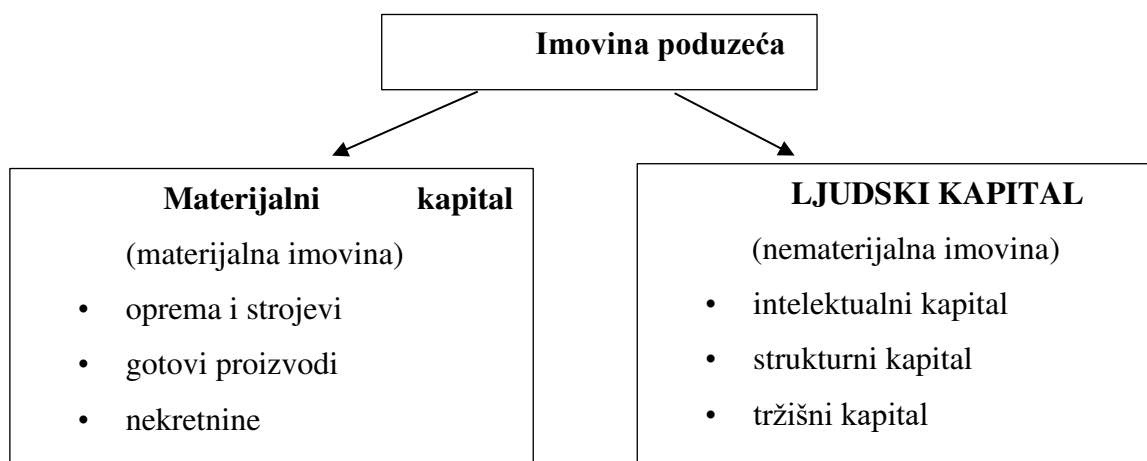 Imovina poduzeća
Materijalni kapital
(materijalna imovina)
• oprema i strojevi
• gotovi proizvodi
• nekretnine
LJUDSKI KAPITAL
(nematerijalna imovina)
• intelektualni kapital
• strukturni kapital
• tržišni kapital